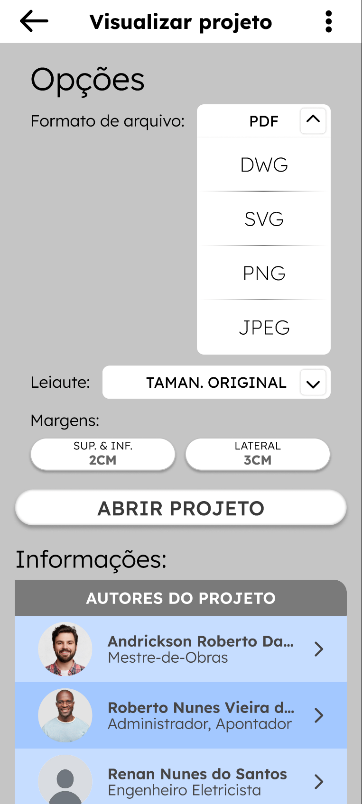 Visualizar projeto
Opções
Formato de arquivo:
PDF
DWG
SVG
PNG
JPEG
Leiaute:
TAMAN. ORIGINAL
Margens:
SUP. & INF.
2CM
LATERAL
3CM
ABRIR PROJETO
Informações:
AUTORES DO PROJETO
Andrickson Roberto Da...
Mestre-de-Obras
Roberto Nunes Vieira d...
Administrador, Apontador
Renan Nunes do Santos
Engenheiro Eletricista